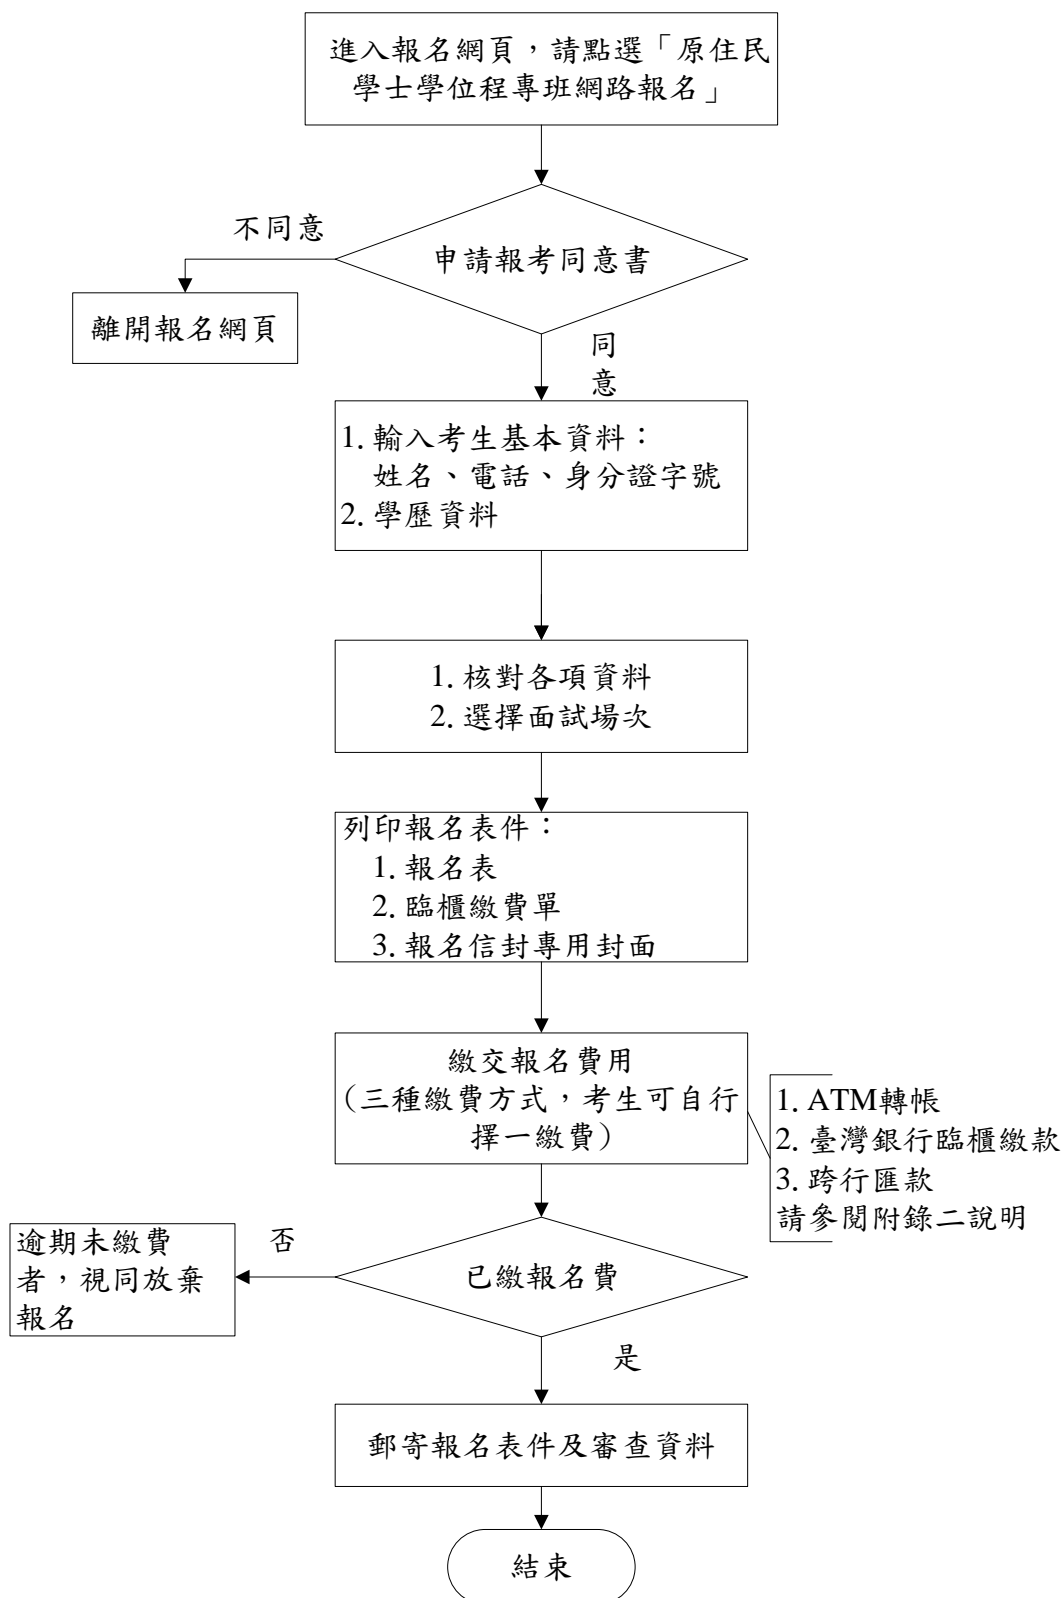 進入報名網頁，請點選「原住民
學士學位程專班網路報名」
不同意
申請報考同意書
離開報名網頁
同
意
1. 輸入考生基本資料：
姓名、電話、身分證字號
2. 學歷資料
1. 核對各項資料
2. 選擇面試場次
列印報名表件：
1. 報名表
2. 臨櫃繳費單
3. 報名信封專用封面
繳交報名費用
（三種繳費方式，考生可自行
擇一繳費）
1. ATM轉帳
2. 臺灣銀行臨櫃繳款
3. 跨行匯款
請參閱附錄二說明
逾期未繳費
者，視同放棄
報名
否
已繳報名費
是
郵寄報名表件及審查資料
結束